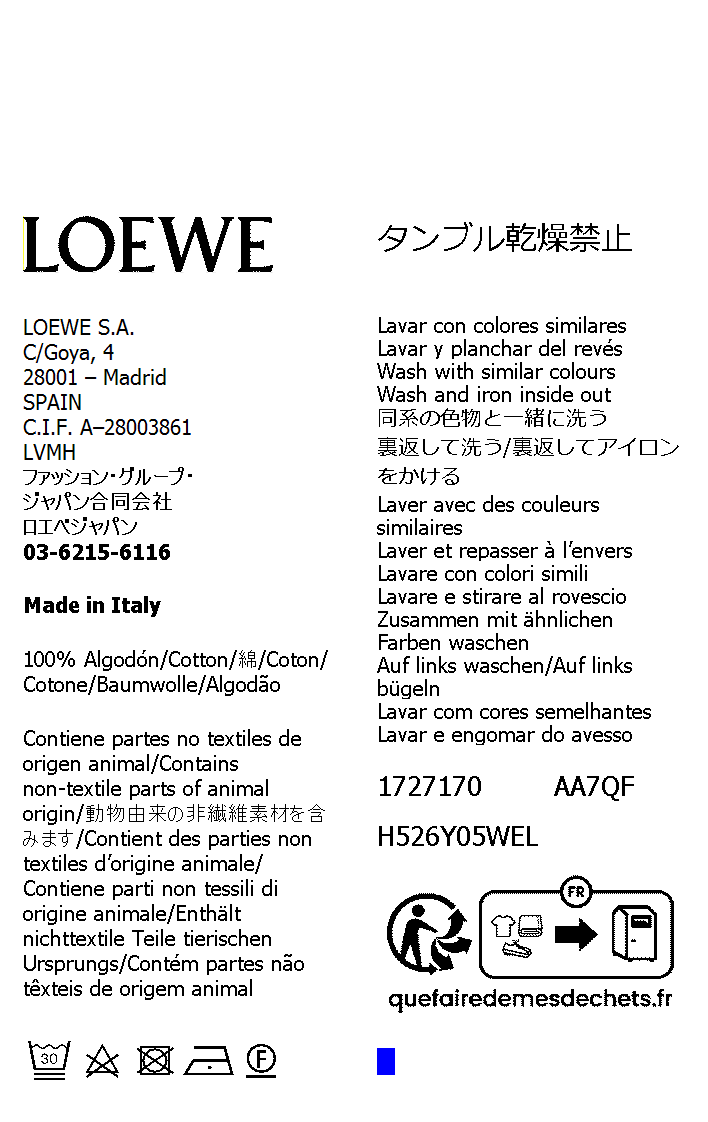 LOEWE
LOEWE S.A.
C/Goya, 4
28001 – Madrid
SPAIN
C.I.F. A–28003861
LVMH
ファッション・グループ・
ジャパン合同会社
ロエベジャパン
03-6215-6116
Made in Italy
100% Algodón/Cotton/綿/Coton/
Cotone/Baumwolle/Algodão
Contiene partes no textiles de
origen animal/Contains
non-textile parts of animal
origin/動物由来の非繊維素材を含
みます/Contient des parties non
textiles d’origine animale/
Contiene parti non tessili di
origine animale/Enthält
nichttextile Teile tierischen
Ursprungs/Contém partes não
têxteis de origem animal
30
F
タンブル乾燥禁止
Lavar con colores similares
Lavar y planchar del revés
Wash with similar colours
Wash and iron inside out
同系の色物と一緒に洗う
裏返して洗う/裏返してアイロン
をかける
Laver avec des couleurs
similaires
Laver et repasser à l’envers
Lavare con colori simili
Lavare e stirare al rovescio
Zusammen mit ähnlichen
Farben waschen
Auf links waschen/Auf links
bügeln
Lavar com cores semelhantes
Lavar e engomar do avesso
1727170 AA7QF
H526Y05WEL
FR
quefairedemesdechets.fr